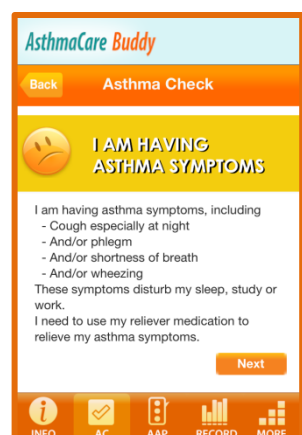 AsthmaCare Buddy
Back
Asthma Check
I AM HAVING
ASTHMA SYMPTOMS
I am having asthma symptoms, including
- Cough especially at night
- And/or phlegm
- And/or shortness of breath
- And/or wheezing
These symptoms disturb my sleep, study or
work.
I need to use my reliever medication to
relieve my asthma symptoms.
Next
INFO AC AAP RECORD MORE